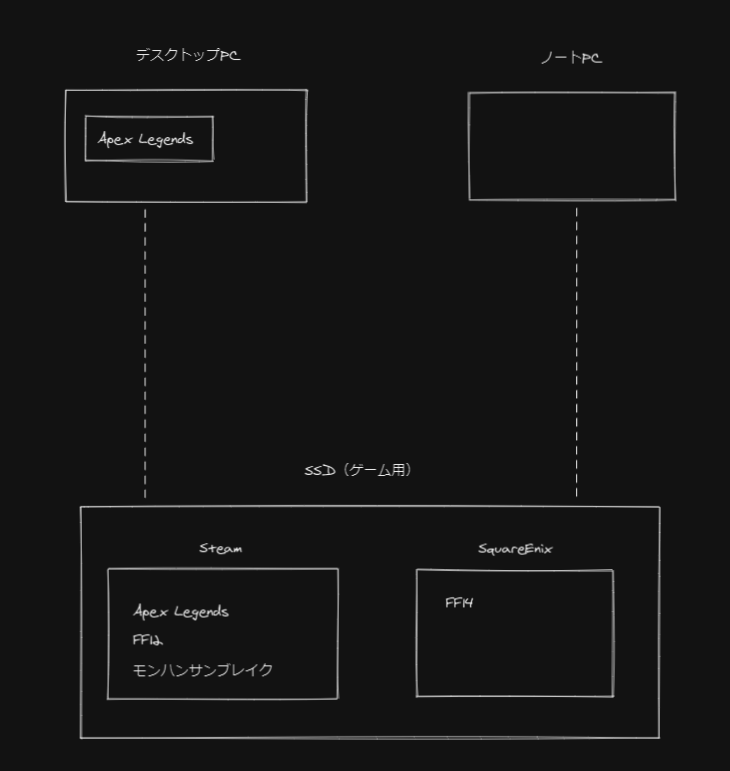 デスクトップPC
ノートPC
Apex Legends
SSD（ゲーム用）
Steam
SquareEnix
Apex Legends
FF12
モンハンサンブレイク
FF14